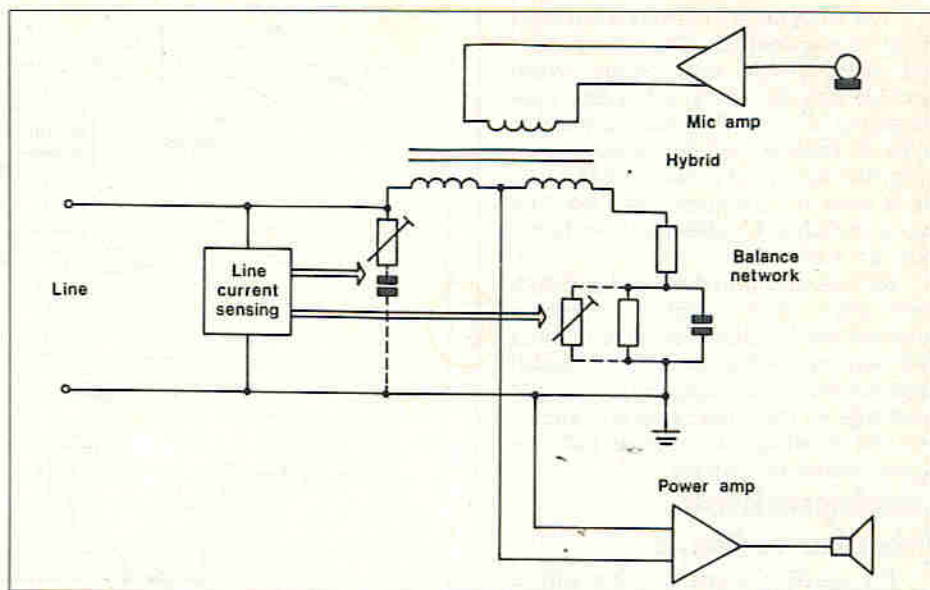 Mic amp
Hybrid
Balance
network
Line
current
sensing
Line
Power amp